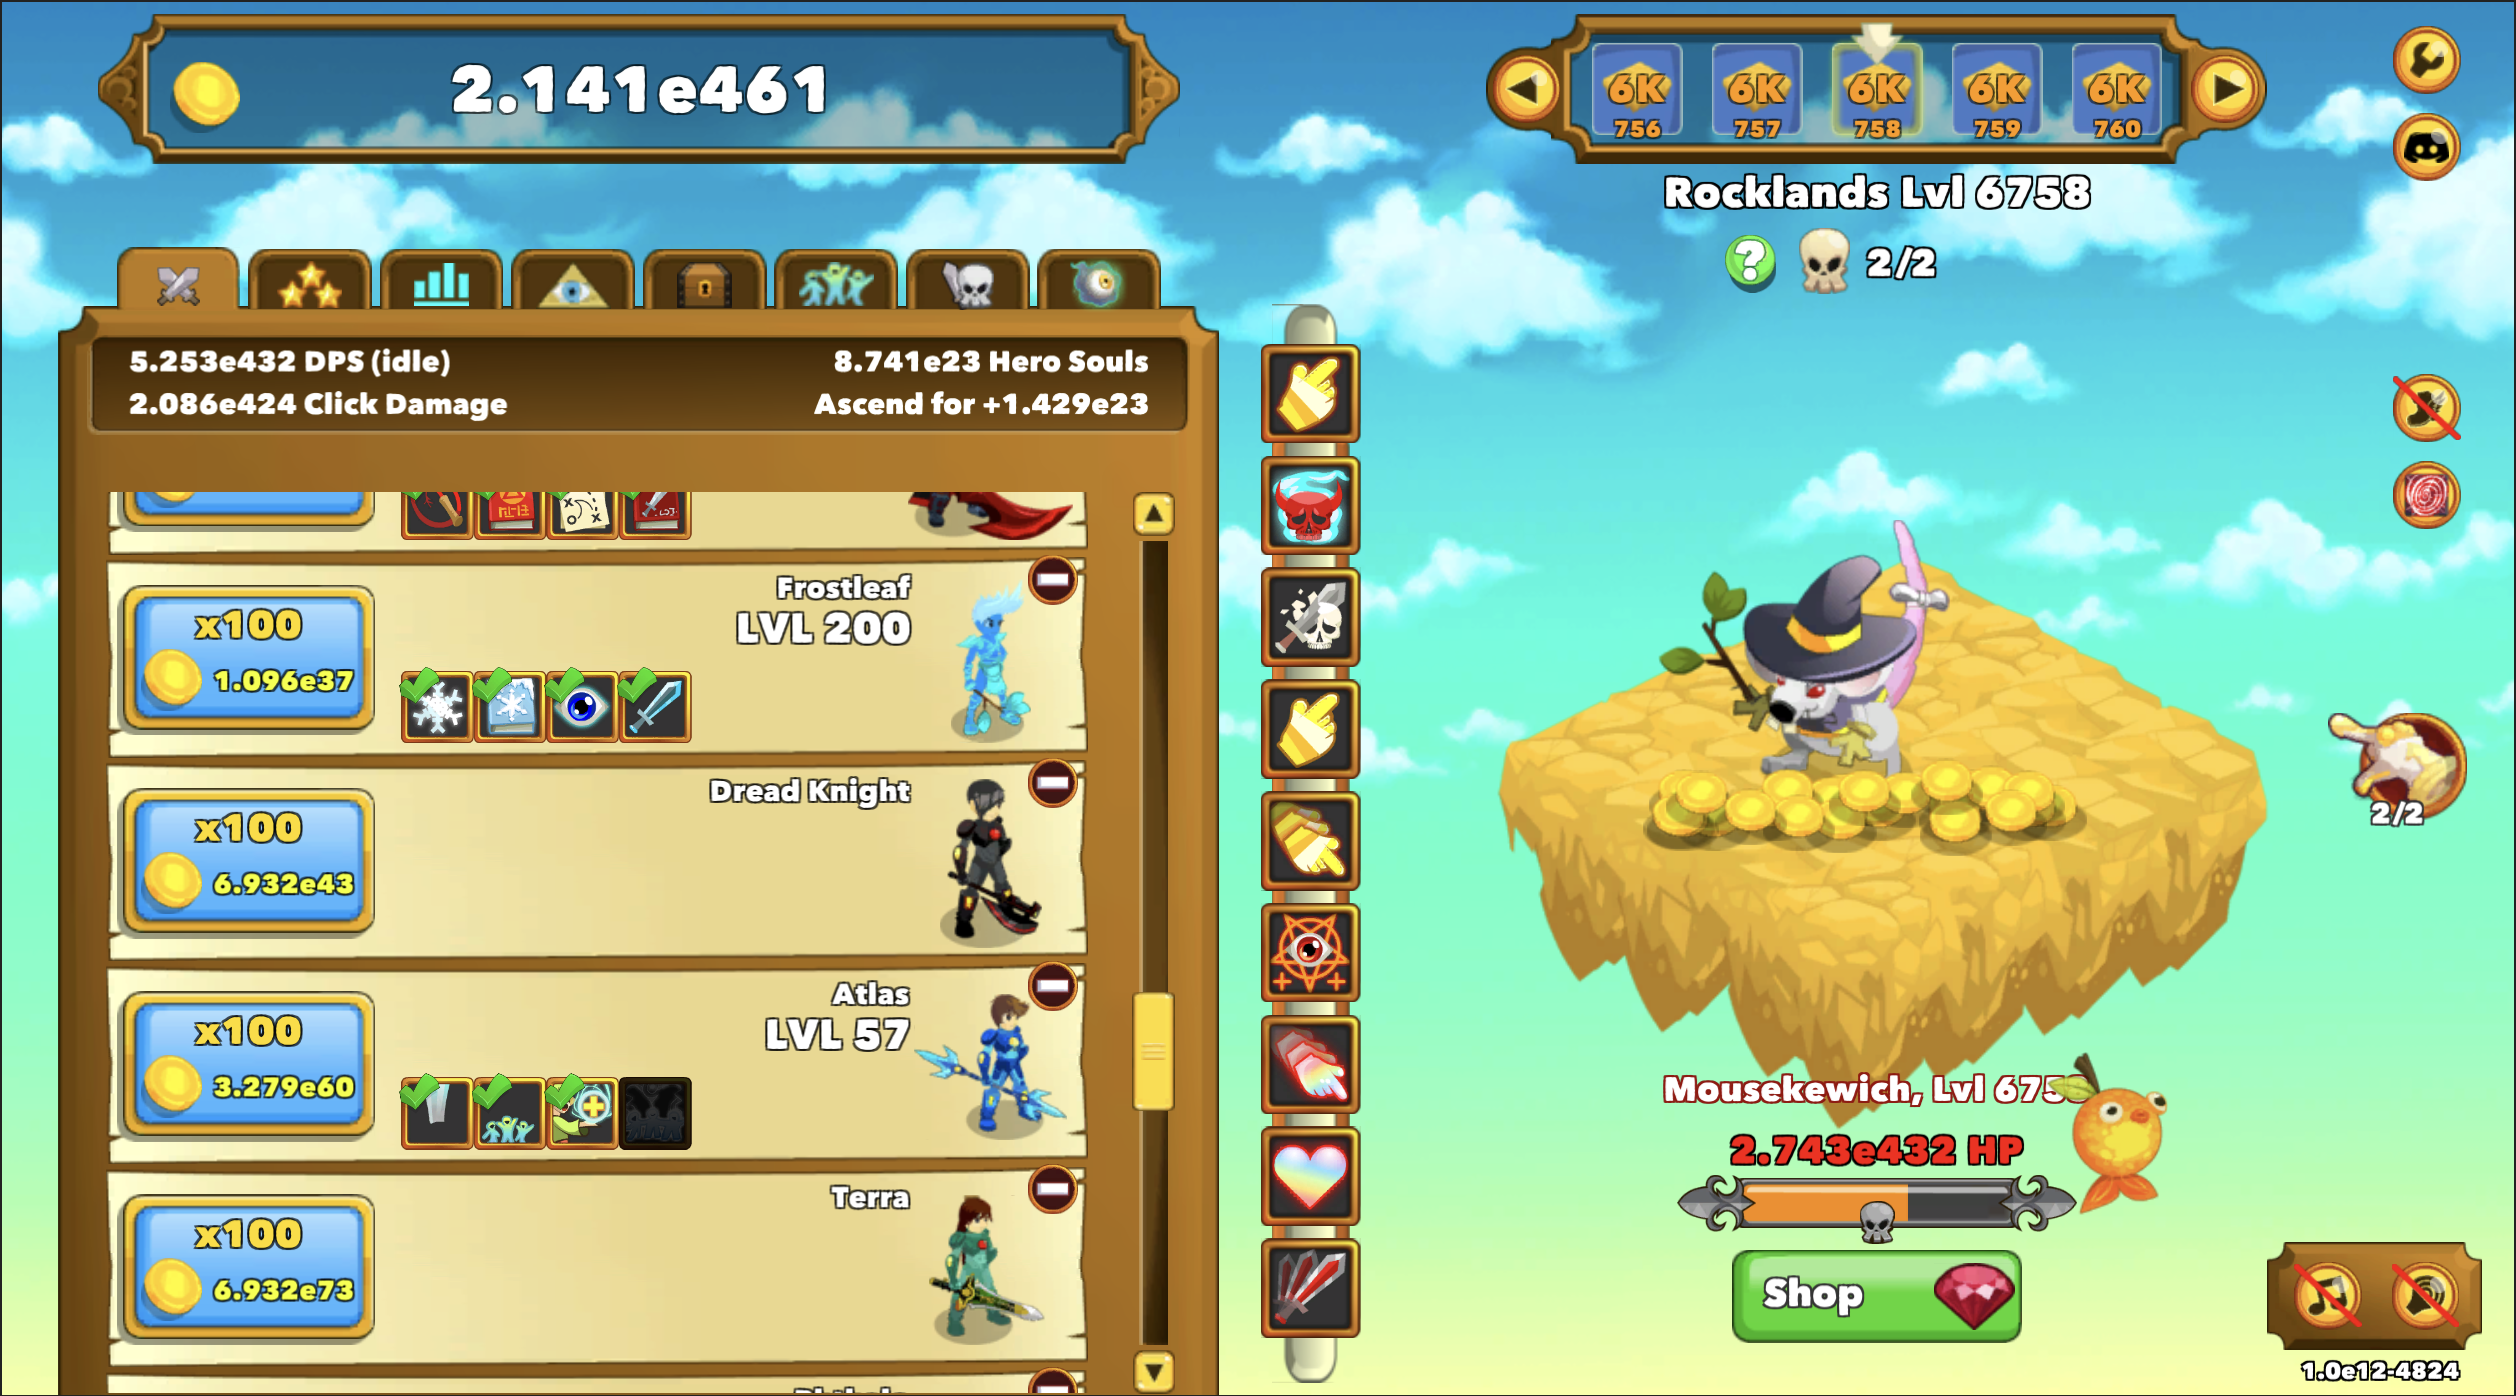 2.141e461
6K 6K 6K 6K 6K
756 757 758 759 760
Rocklands Lvl 6758
2/2
5.253e432 DPS (idle)
8.741e23 Hero Souls
2.086e424 Click Damage
Ascend for +1.429e23
x100
1.096e37
Frostleaf
LVL 200
x100
6.932e43
Dread Knight
x100
3.279e60
Atlas
LVL 57
x100
6.932e73
Terra
2/2
Mousekewich, Lvl 675
2.743e432 HP
Shop
1.0e12-4824